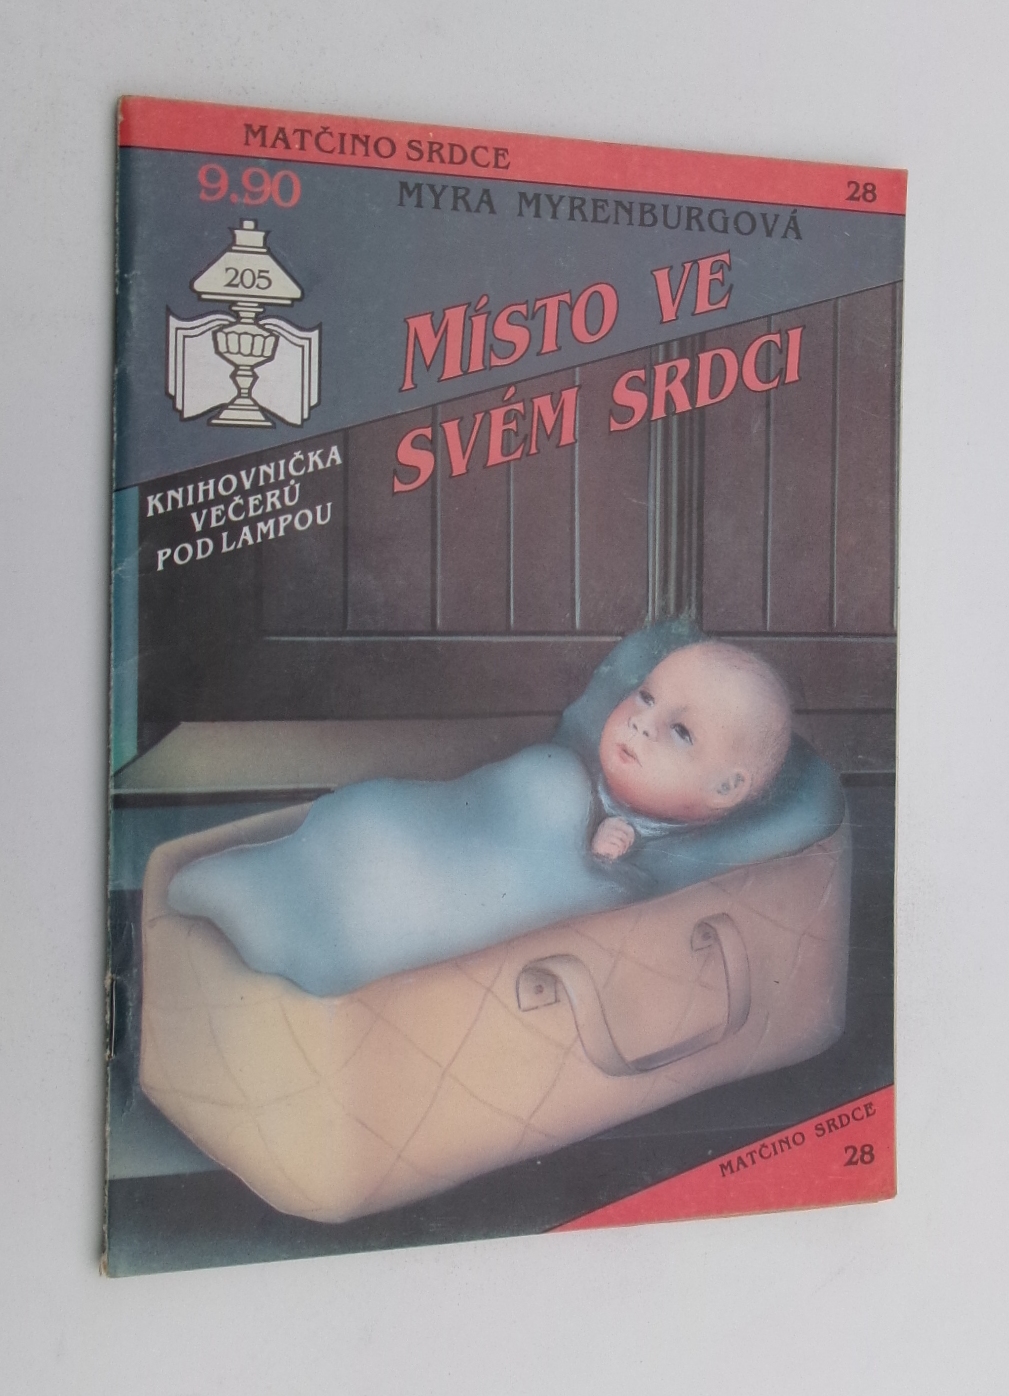 MATČINO SRDCE
28
9.90
MYRA MYRENBURGOVÁ
205
MÍSTO VE
SVÉM SRDCI
KNIHOVNIČKA
VEČERŮ
POD LAMPOU
MATČINO SRDCE
28